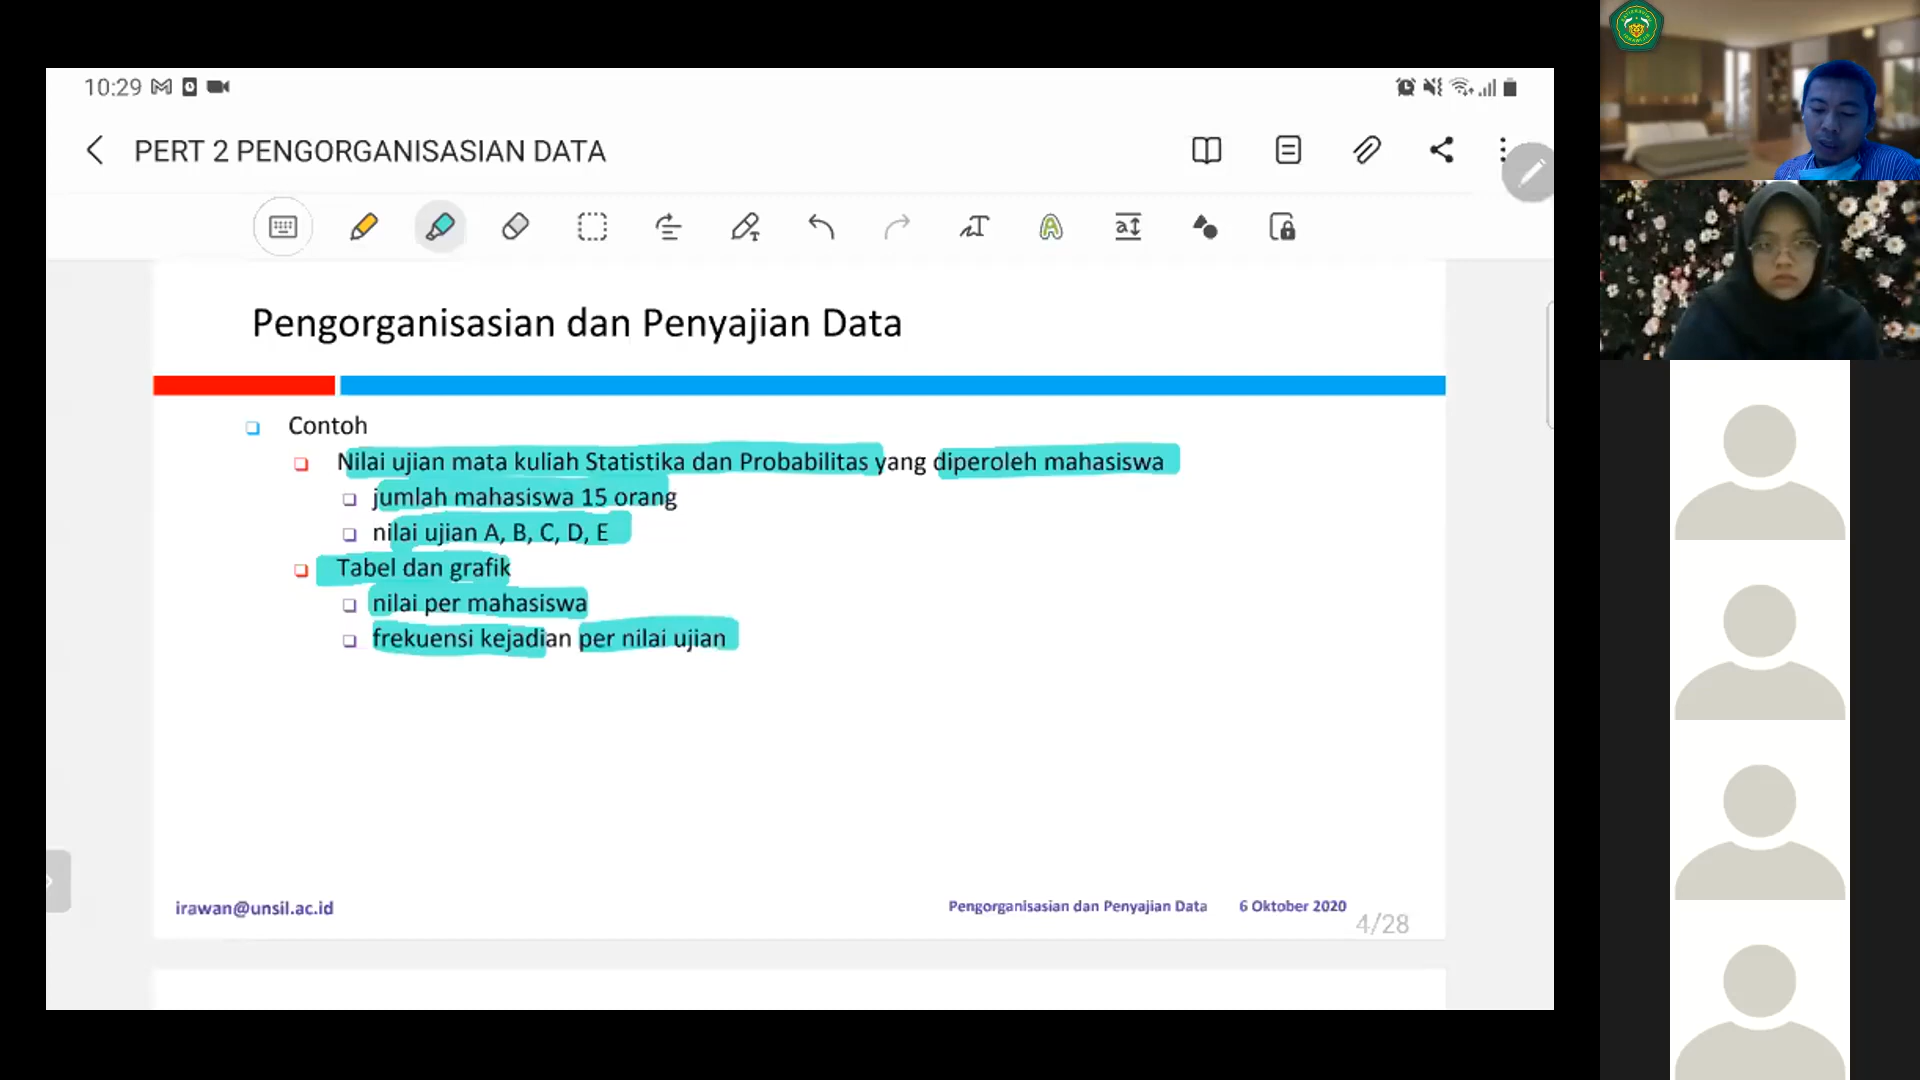 10:29
PERT 2 PENGORGANISASIAN DATA
Pengorganisasian dan Penyajian Data
Contoh
Nilai ujian mata kuliah Statistika dan Probabilitas yang diperoleh mahasiswa
jumlah mahasiswa 15 orang
nilai ujian A, B, C, D, E
Tabel dan grafik
nilai per mahasiswa
frekuensi kejadian per nilai ujian
irawan@unsil.ac.id
Pengorganisasian dan Penyajian Data 6 Oktober 2020
4/28